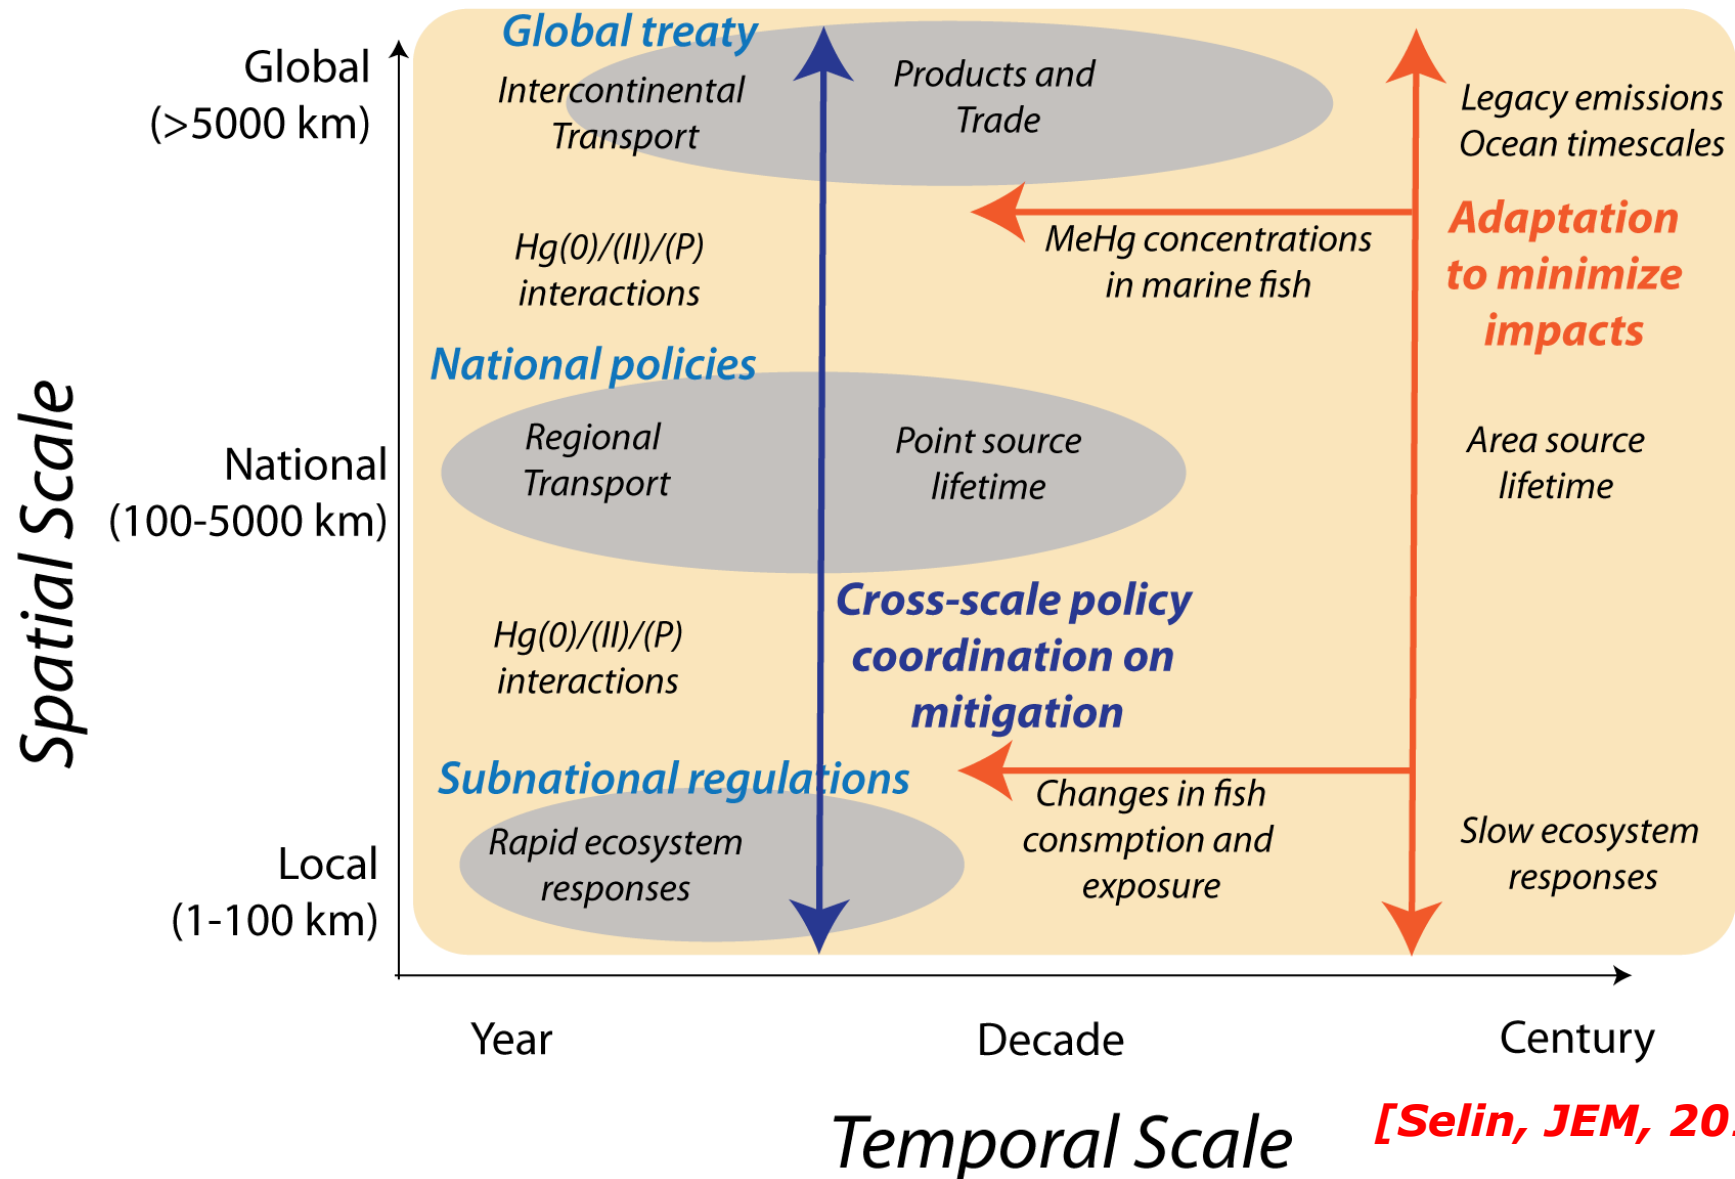 Global treaty
Global
(>5000 km)
Intercontinental
Transport
Products and
Trade
Legacy emissions
Ocean timescales
Hg(0)/(II)/(P)
interactions
MeHg concentrations
in marine fish
Adaptation
to minimize
impacts
National policies
Spatial Scale
National
(100-5000 km)
Regional
Transport
Point source
lifetime
Area source
lifetime
Hg(0)/(II)/(P)
interactions
Cross-scale policy
coordination on
mitigation
Subnational regulations
Local
(1-100 km)
Rapid ecosystem
responses
Changes in fish
consmption and
exposure
Slow ecosystem
responses
Year
Decade
Century
Temporal Scale
[Selin, JEM,